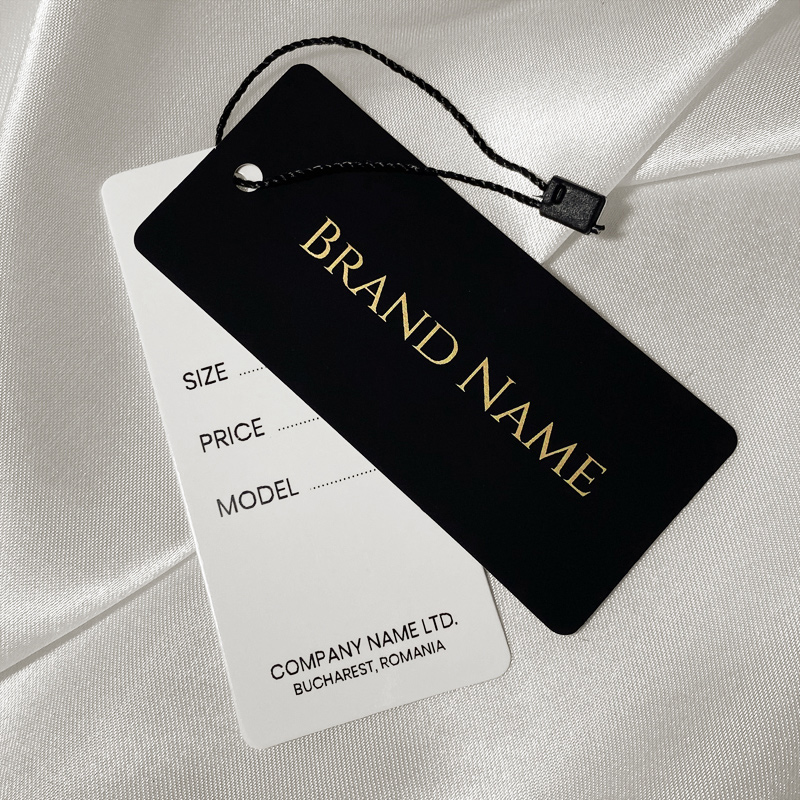 BRAND NAME
SIZE ........
PRICE ............
MODEL ................
COMPANY NAME LTD.
BUCHAREST, ROMANIA